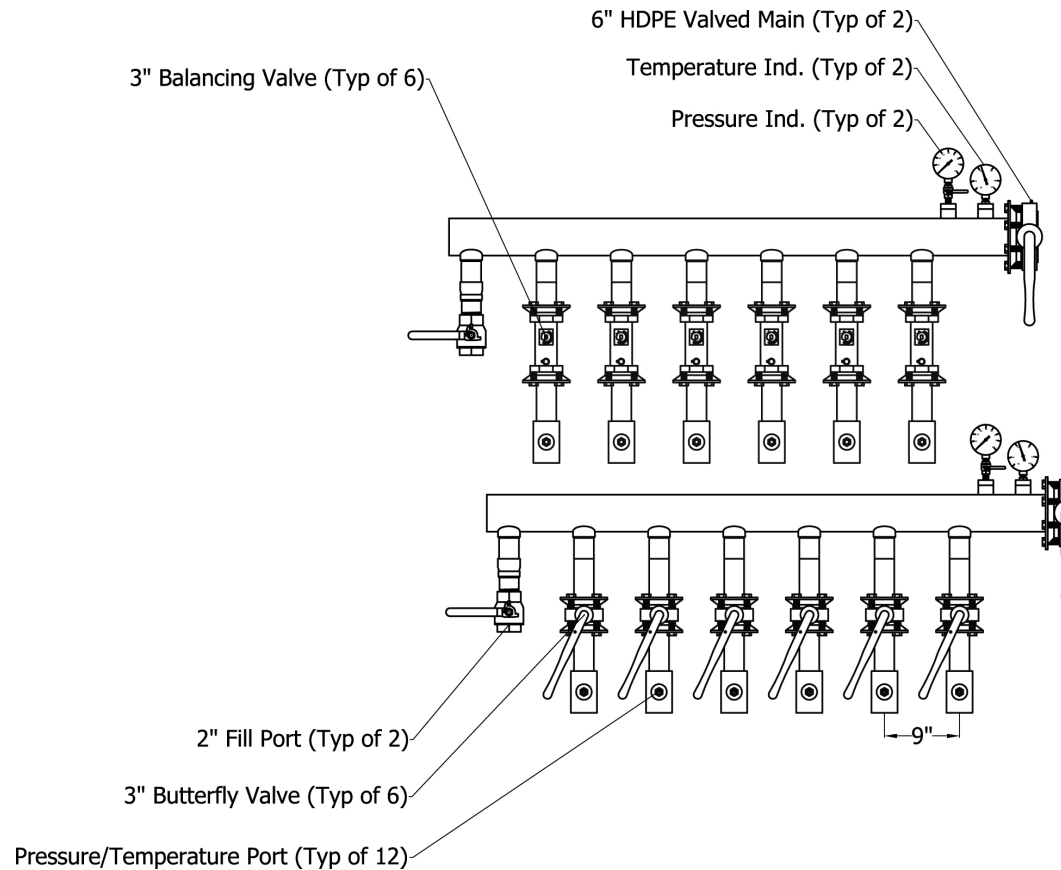 6" HDPE Valved Main (Typ of 2)
3" Balancing Valve (Typ of 6)
Temperature Ind. (Typ of 2)
Pressure Ind. (Typ of 2)
2" Fill Port (Typ of 2)
9"
3" Butterfly Valve (Typ of 6)
Pressure/Temperature Port (Typ of 12)